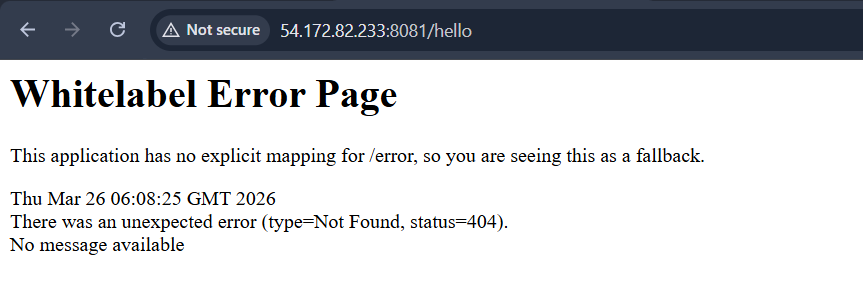 Not secure 54.172.82.233:8081/hello
Whitelabel Error Page
This application has no explicit mapping for /error, so you are seeing this as a fallback.
Thu Mar 26 06:08:25 GMT 2026
There was an unexpected error (type=Not Found, status=404).
No message available